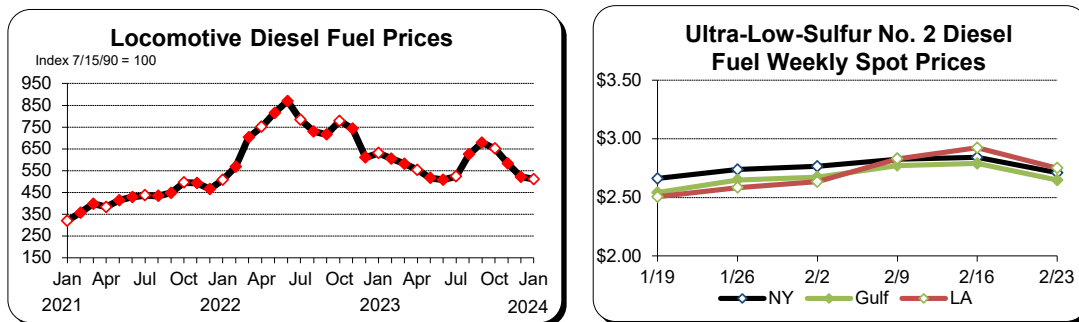 Locomotive Diesel Fuel Prices
Index 7/15/90 = 100
950
850
750
650
550
450
350
250
150
Jan Apr Jul Oct Jan Apr Jul Oct Jan Apr Jul Oct Jan
2021 2022 2023 2024
Ultra-Low-Sulfur No. 2 Diesel
Fuel Weekly Spot Prices
$3.50
$3.00
$2.50
$2.00
1/19 1/26 2/2 2/9 2/16 2/23
NY Gulf LA